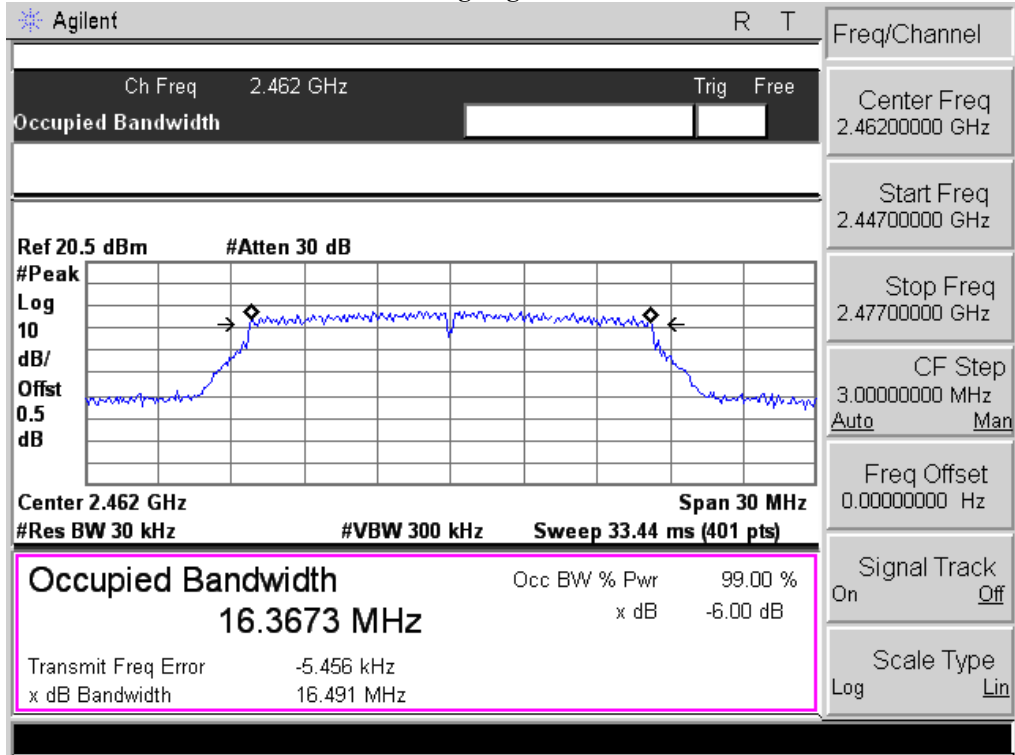 Agilent R T
Freq/Channel
Ch Freq 2.462 GHz Trig Free
Occupied Bandwidth
Center Freq
2.46200000 GHz
Start Freq
2.44700000 GHz
Ref 20.5 dBm #Atten 30 dB
#Peak
Log
10
dB/
Offst
0.5
dB
Stop Freq
2.47700000 GHz
CF Step
3.00000000 MHz
Auto Man
Center 2.462 GHz Span 30 MHz
#Res BW 30 kHz #VBW 300 kHz Sweep 33.44 ms (401 pts)
Freq Offset
0.00000000 Hz
Occupied Bandwidth Occ BW % Pwr 99.00 %
16.3673 MHz x dB -6.00 dB
Transmit Freq Error -5.456 kHz
x dB Bandwidth 16.491 MHz
Signal Track
On Off
Scale Type
Log Lin